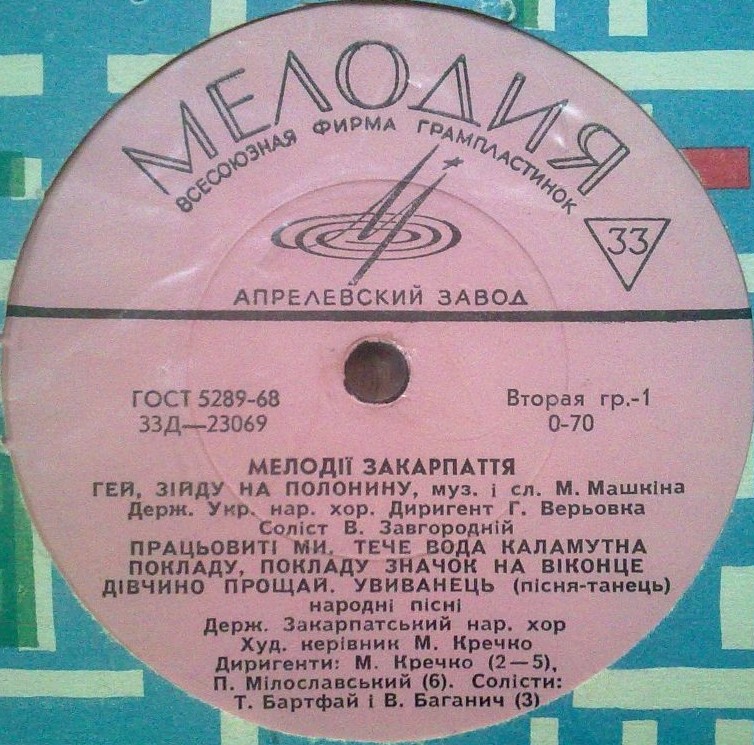 МЕЛОДИЯ
ВСЕСОЮЗНАЯ ФИРМА ГРАМПЛАСТИНОК
33
АПРЕЛЕВСКИЙ ЗАВОД
ГОСТ 5289-68
Вторая гр.-1
33Д—23069
0-70
МЕЛОДІЇ ЗАКАРПАТТЯ
ГЕЙ, ЗІЙДУ НА ПОЛОНИНУ, муз. і сл. М. Машкіна
Держ. Укр. нар. хор. Диригент Г. Верьовка
Соліст В. Завгородній
ПРАЦЬОВИТІ МИ. ТЕЧЕ ВОДА КАЛАМУТНА
ПОКЛАДУ, ПОКЛАДУ ЗНАЧОК НА ВІКОНЦЕ
ДІВЧИНО ПРОЩАЙ. УВИВАНЕЦЬ (пісня-танець)
народні пісні
Держ. Закарпатський нар. хор
Худ. керівник М. Кречко
Диригенти: М. Кречко (2—5),
П. Мілославський (6). Солісти:
Т. Бартфай і В. Баганич (3)